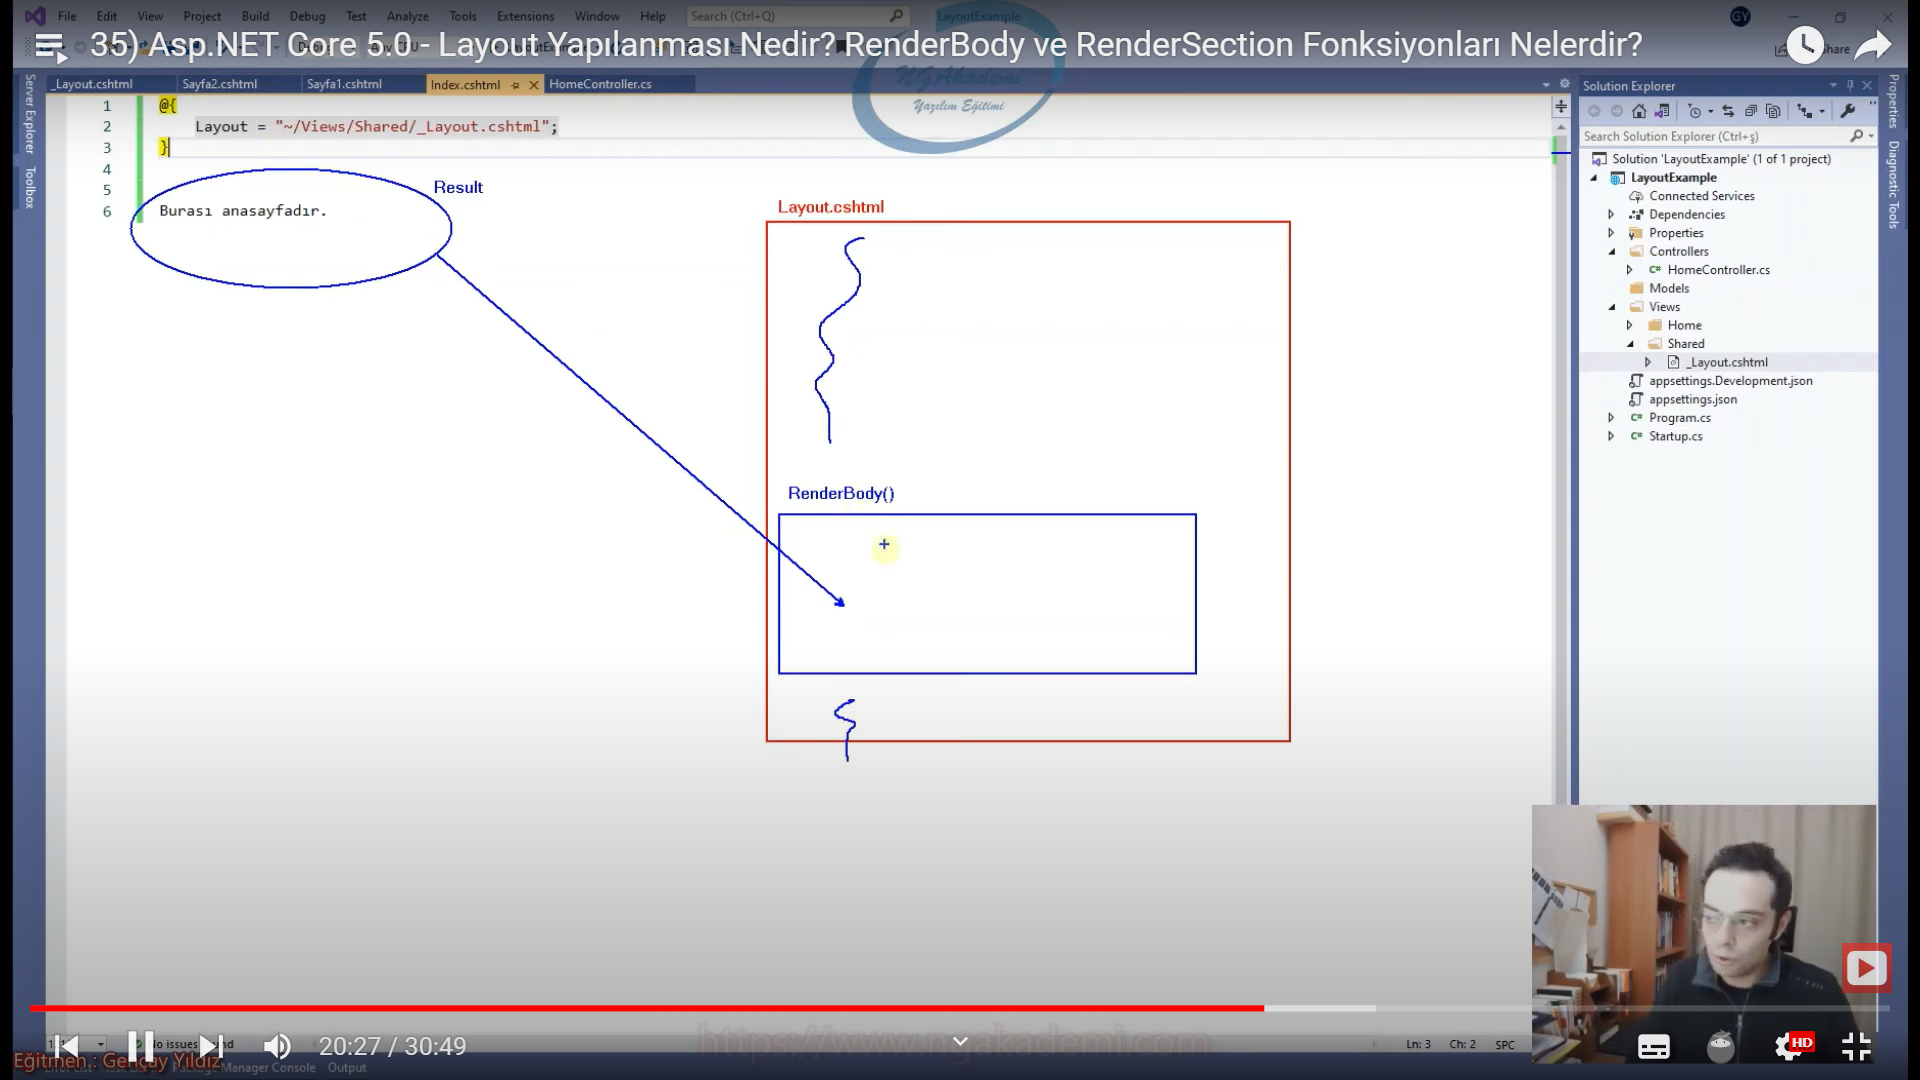 File Edit View Project Build Debug Test Analyze Tools Extensions Window Help Search (Ctrl+Q) LayoutExample GY
35) Asp.NET Core 5.0 - Layout Yapılanması Nedir? RenderBody ve RenderSection Fonksiyonları Nelerdir?
_Layout.cshtml Sayfa2.cshtml Sayfa1.cshtml Index.cshtml HomeController.cs
NGAkademi
Yazılım Eğitimi
Server Explorer
Toolbox
1 @{
2 Layout = "~/Views/Shared/_Layout.cshtml";
3 }
4
5
6 Burası anasayfadır.
Result
Layout.cshtml
RenderBody()
Solution Explorer
Search Solution Explorer (Ctrl+ş)
Solution 'LayoutExample' (1 of 1 project)
LayoutExample
Connected Services
Dependencies
Properties
Controllers
C# HomeController.cs
Models
Views
Home
Shared
_Layout.cshtml
appsettings.Development.json
appsettings.json
C# Program.cs
C# Startup.cs
Properties
Diagnostic Tools
20:27 / 30:49
https://www.ngakademi.com
Ln: 3 Ch: 2 SPC
HD
Eğitmen : Gençay Yıldız
Package Manager Console Output